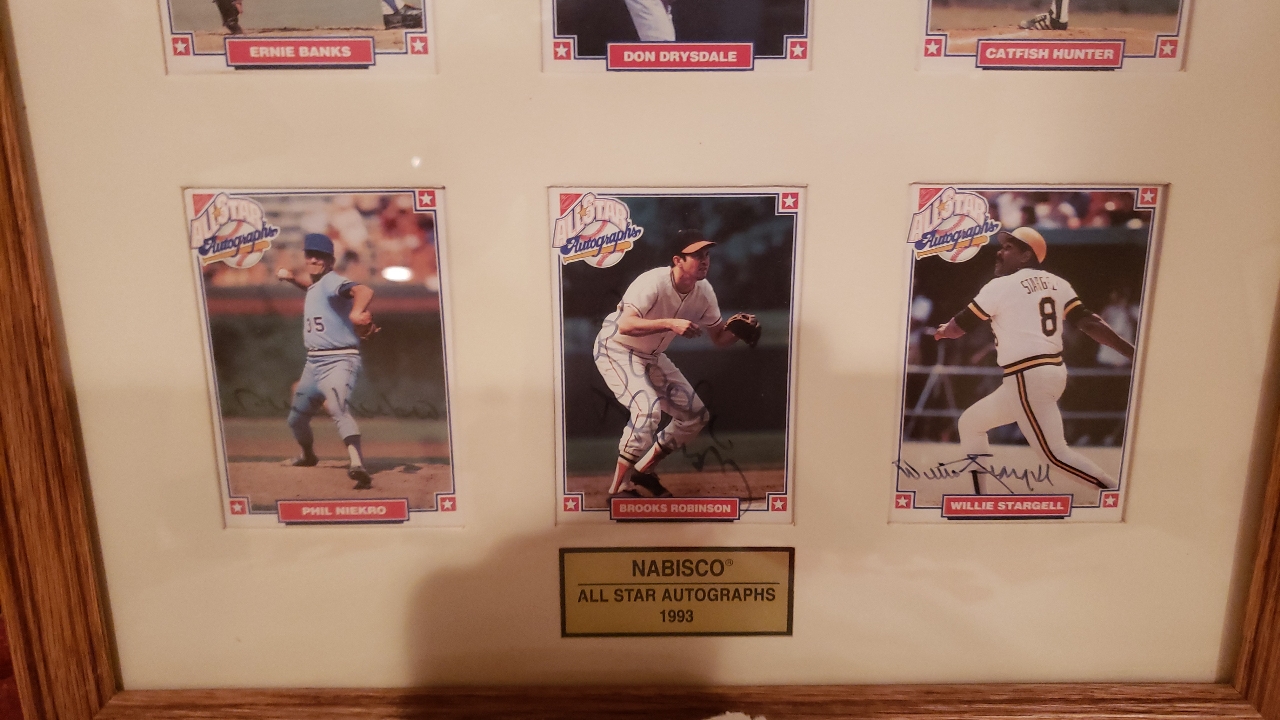 ERNIE BANKS
DON DRYSDALE
CATFISH HUNTER
ALL STAR
Autographs
35
PHIL NIEKRO
ALL STAR
Autographs
BROOKS ROBINSON
ALL STAR
Autographs
8
Willie Stargell
WILLIE STARGELL
NABISCO®
ALL STAR AUTOGRAPHS
1993